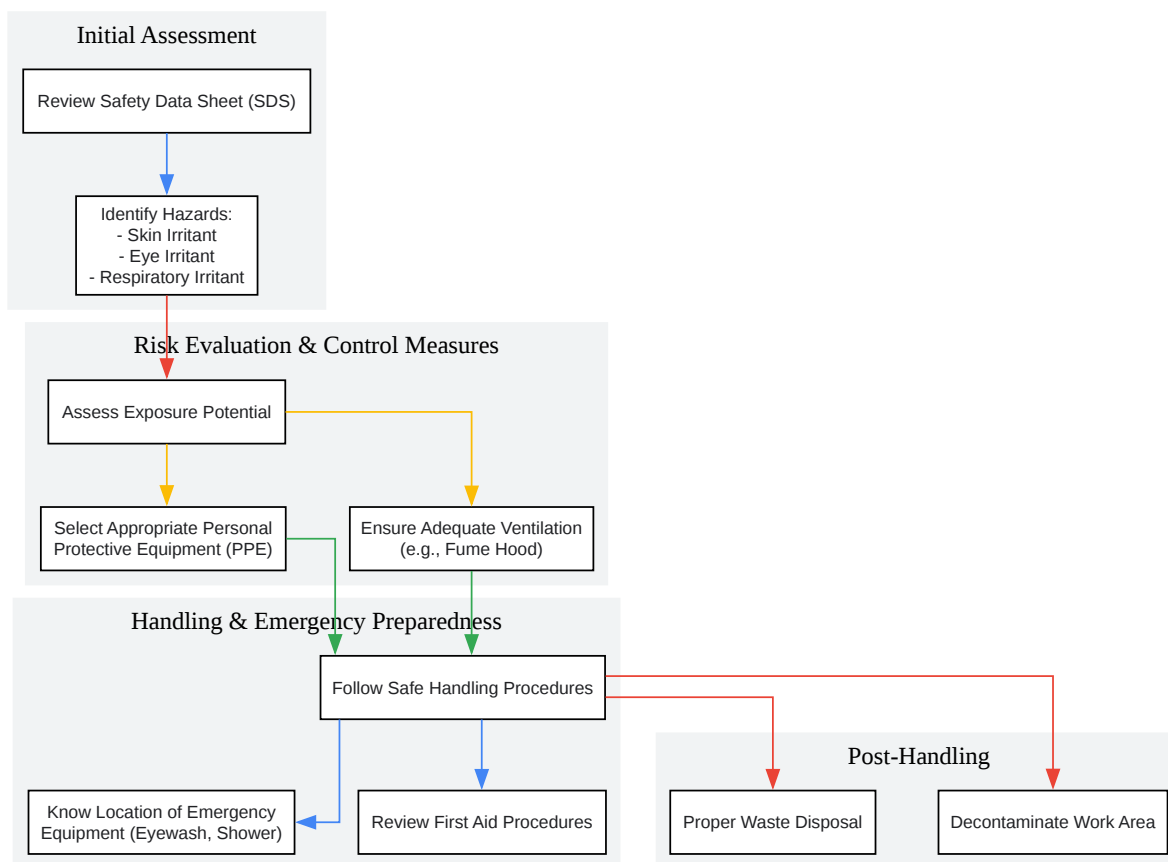 Initial Assessment
Review Safety Data Sheet (SDS)
Identify Hazards:
- Skin Irritant
- Eye Irritant
- Respiratory Irritant
Risk Evaluation & Control Measures
Assess Exposure Potential
Select Appropriate Personal
Protective Equipment (PPE)
Ensure Adequate Ventilation
(e.g., Fume Hood)
Handling & Emergency Preparedness
Follow Safe Handling Procedures
Know Location of Emergency
Equipment (Eyewash, Shower)
Review First Aid Procedures
Post-Handling
Proper Waste Disposal
Decontaminate Work Area